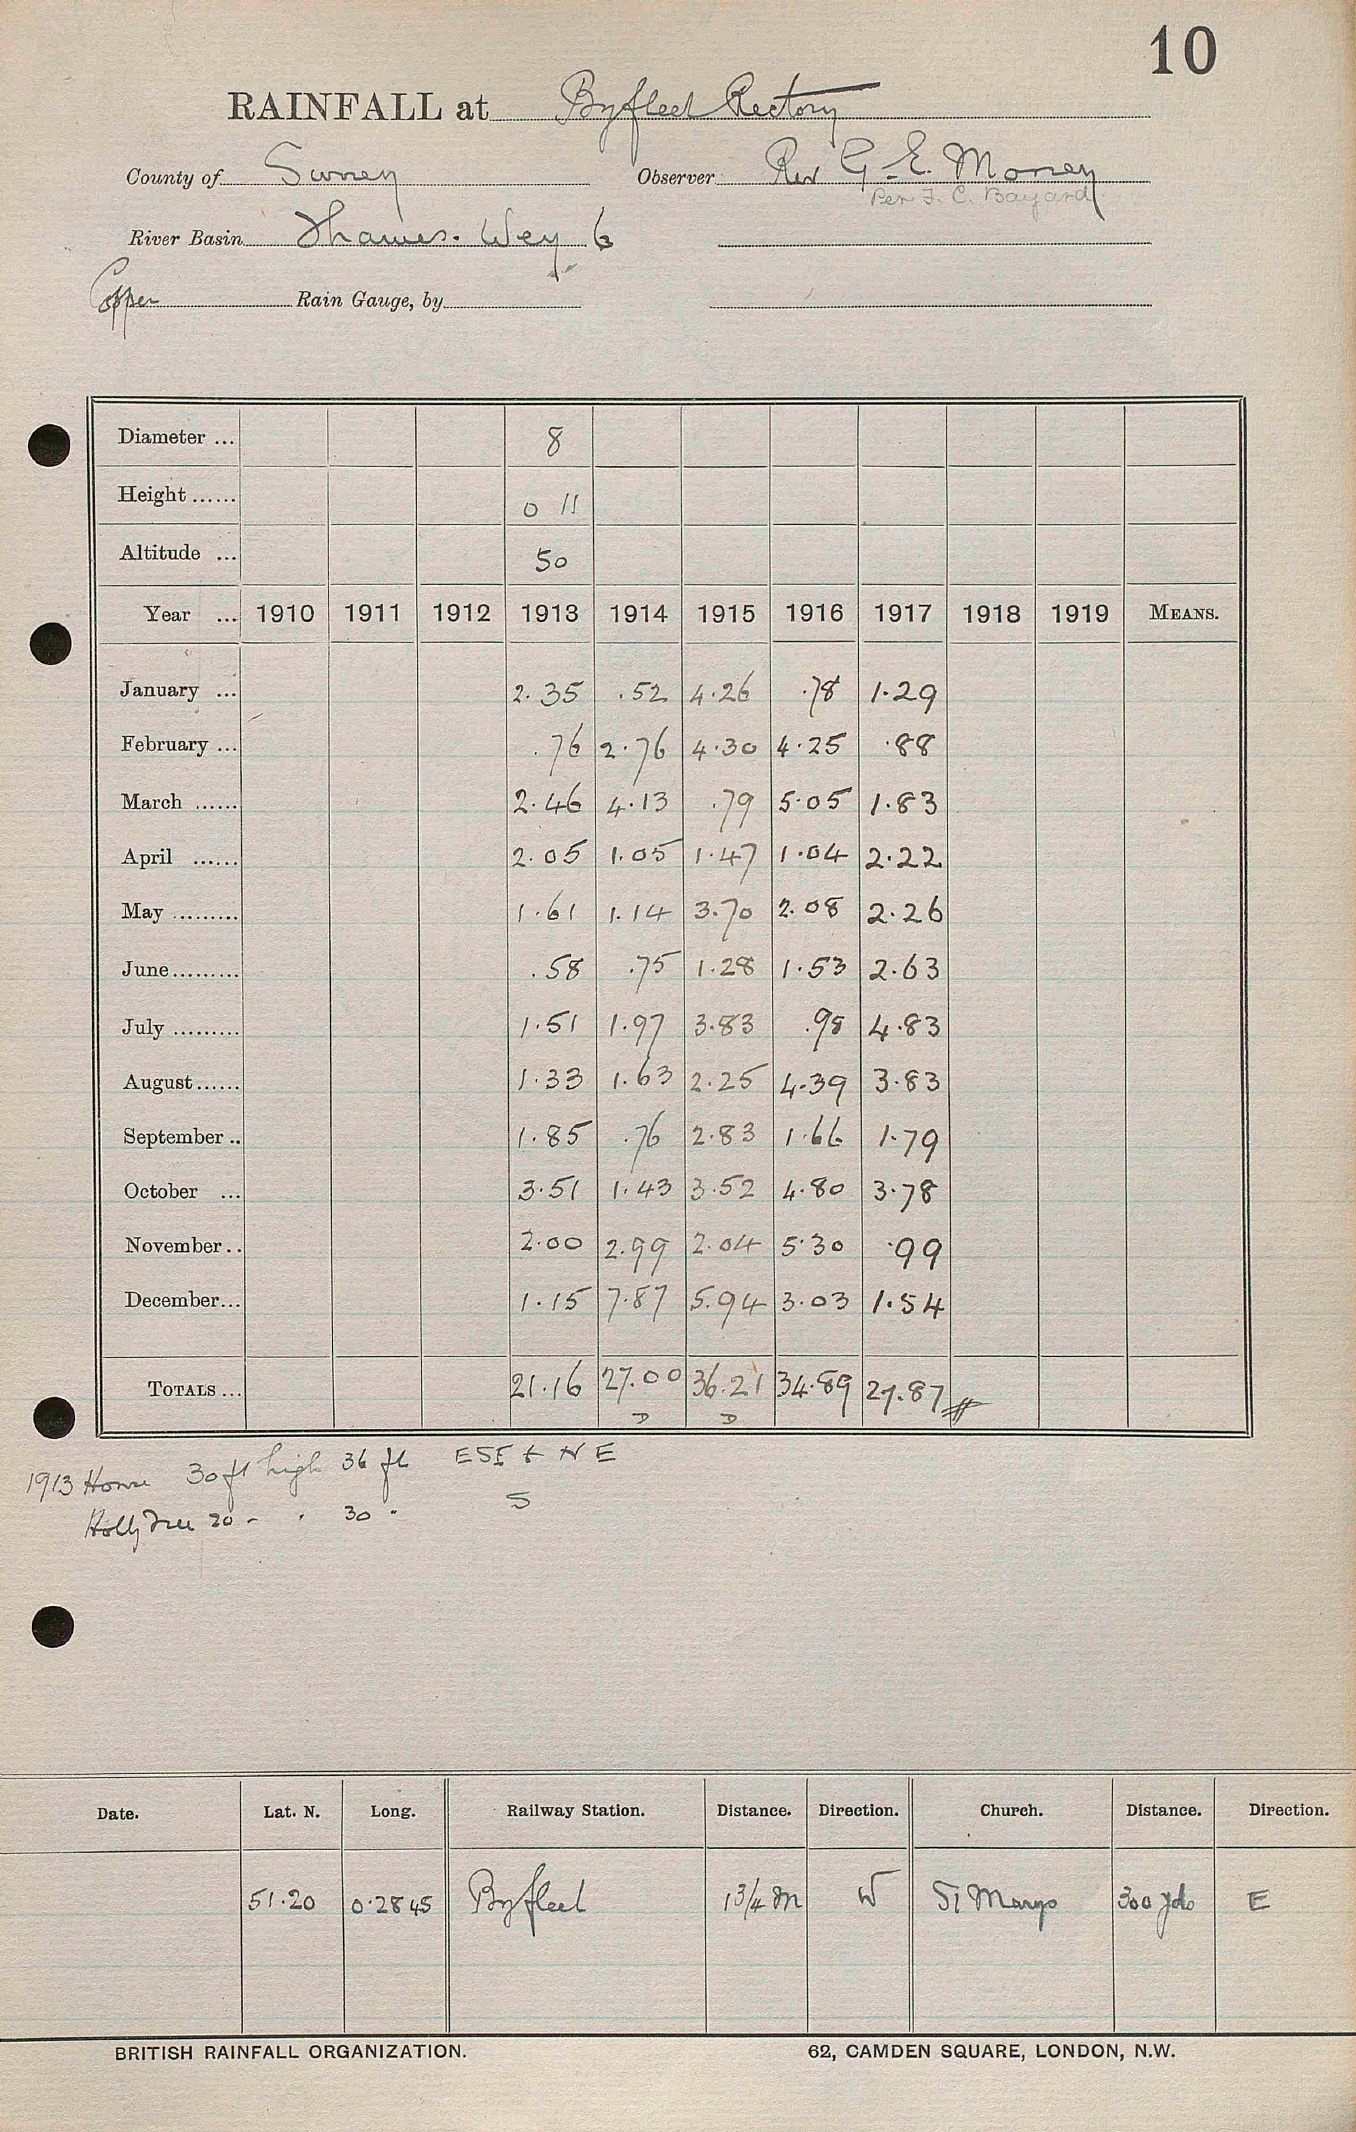 10
RAINFALL at Byfleet Rectory
County of Surrey Observer Rev G. E. Money
Per F. C. Bayard
River Basin Thames. Wey 6
Copper Rain Gauge, by
Diameter ... 8
Height ...... 0 11
Altitude ... 50
Year ... 1910 1911 1912 1913 1914 1915 1916 1917 1918 1919 MEANS.
January ... 2.35 .52 4.26 .78 1.29
February ... .76 2.76 4.30 4.25 .88
March ...... 2.46 4.13 .79 5.05 1.83
April ...... 2.05 1.05 1.47 1.04 2.22
May ......... 1.61 1.14 3.70 2.08 2.26
June ......... .58 .75 1.28 1.53 2.63
July ......... 1.51 1.97 3.83 .98 4.83
August ...... 1.33 1.63 2.25 4.39 3.83
September .. 1.85 .76 2.83 1.66 1.79
October ... 3.51 1.43 3.52 4.80 3.78
November .. 2.00 2.99 2.04 5.30 .99
December ... 1.15 7.87 5.94 3.03 1.54
TOTALS ... 21.16 27.00 36.21 34.89 27.87
D D
1913 House 30 ft high 36 ft ESE & NE
Holly Tree 20 - . 30 " S
Date. Lat. N. Long. Railway Station. Distance. Direction. Church. Distance. Direction.
51.20 0.28 45 Byfleet 1 3/4 m W St Marys 300 yds E
BRITISH RAINFALL ORGANIZATION. 62, CAMDEN SQUARE, LONDON, N.W.